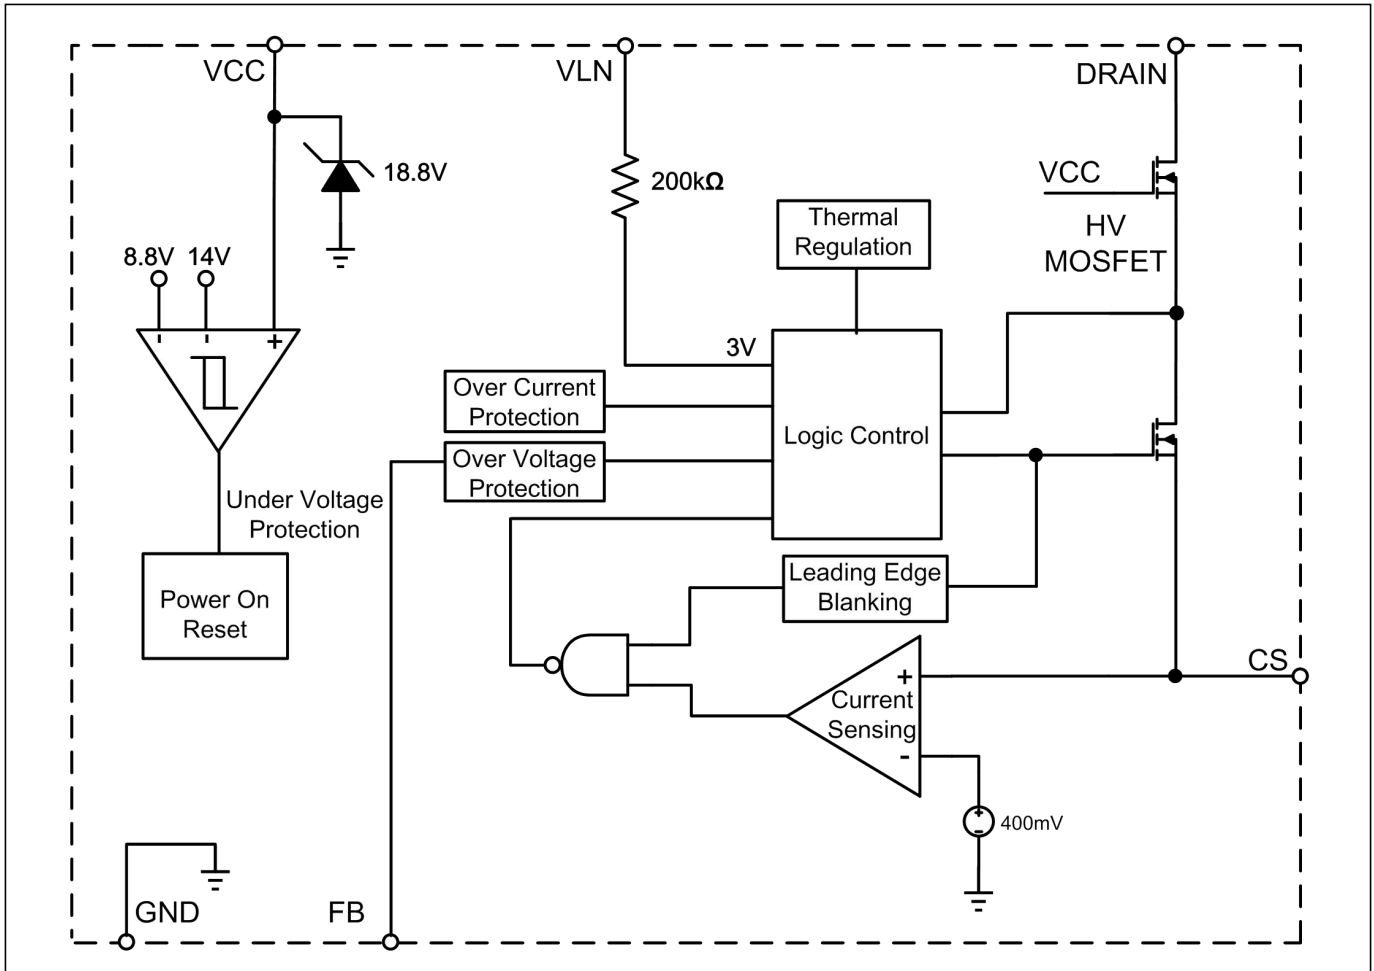 VCC
VLN
DRAIN
18.8V
200kΩ
VCC
HV
MOSFET
Thermal
Regulation
8.8V
14V
-
-
+
3V
Over Current
Protection
Logic Control
Over Voltage
Protection
Under Voltage
Protection
Power On
Reset
Leading Edge
Blanking
CS
+
Current
Sensing
-
+
-
400mV
GND
FB